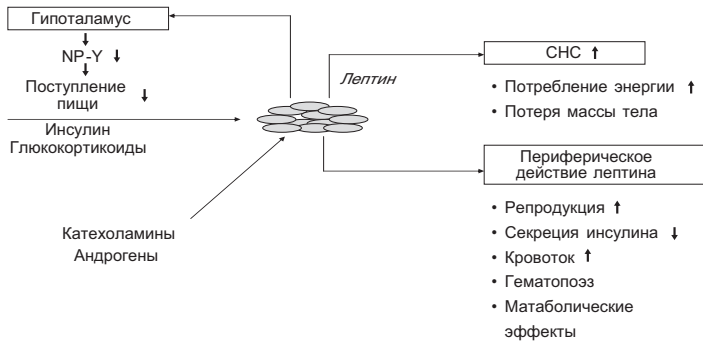 Гипоталамус
NP-Y ↓
Поступление
пищи ↓
Инсулин
Глюкокортикоиды
Катехоламины
Андрогены
Лептин
СНС ↑
• Потребление энергии ↑
• Потеря массы тела
Периферическое
действие лептина
• Репродукция ↑
• Секреция инсулина ↓
• Кровоток ↑
• Гематопоэз
• Матаболические
эффекты